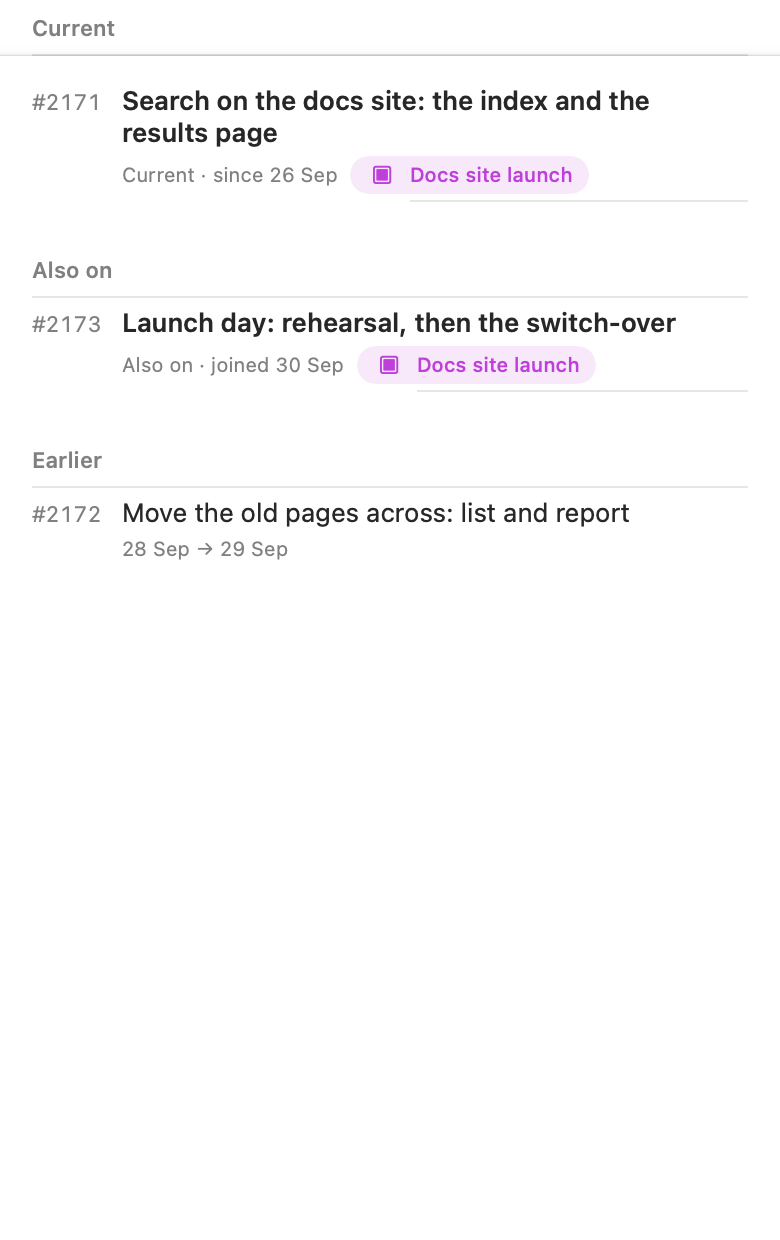 Current
#2171 Search on the docs site: the index and the
results page
Current · since 26 Sep Docs site launch
Also on
#2173 Launch day: rehearsal, then the switch-over
Also on · joined 30 Sep Docs site launch
Earlier
#2172 Move the old pages across: list and report
28 Sep → 29 Sep